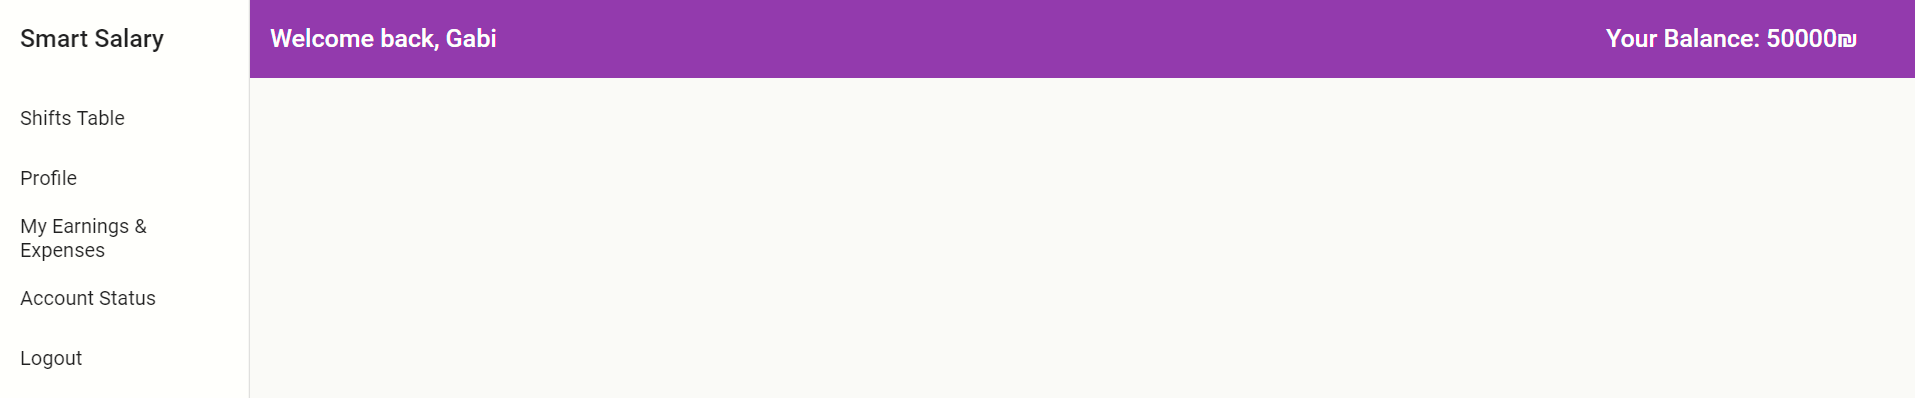 Smart Salary
Welcome back, Gabi
Your Balance: 50000₪
Shifts Table
Profile
My Earnings &
Expenses
Account Status
Logout